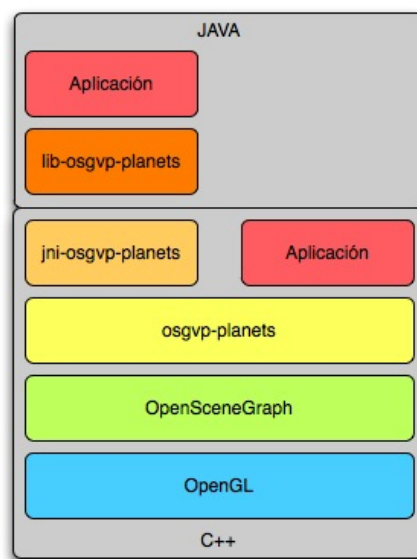 JAVA
Aplicación
lib-osgvp-planets
jni-osgvp-planets
Aplicación
osgvp-planets
OpenSceneGraph
OpenGL
C++